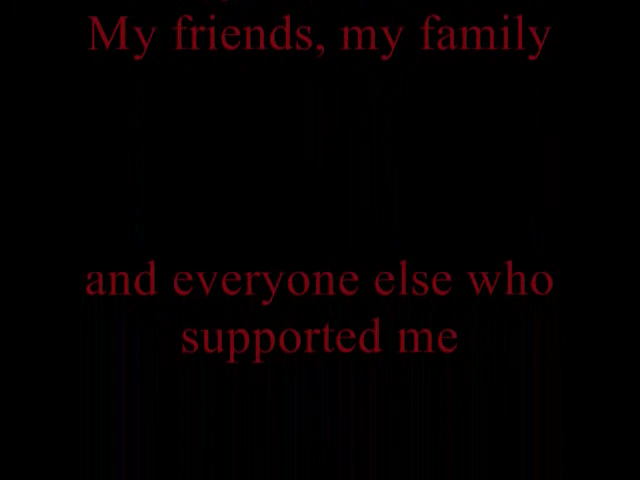 My friends, my family
and everyone else who
supported me